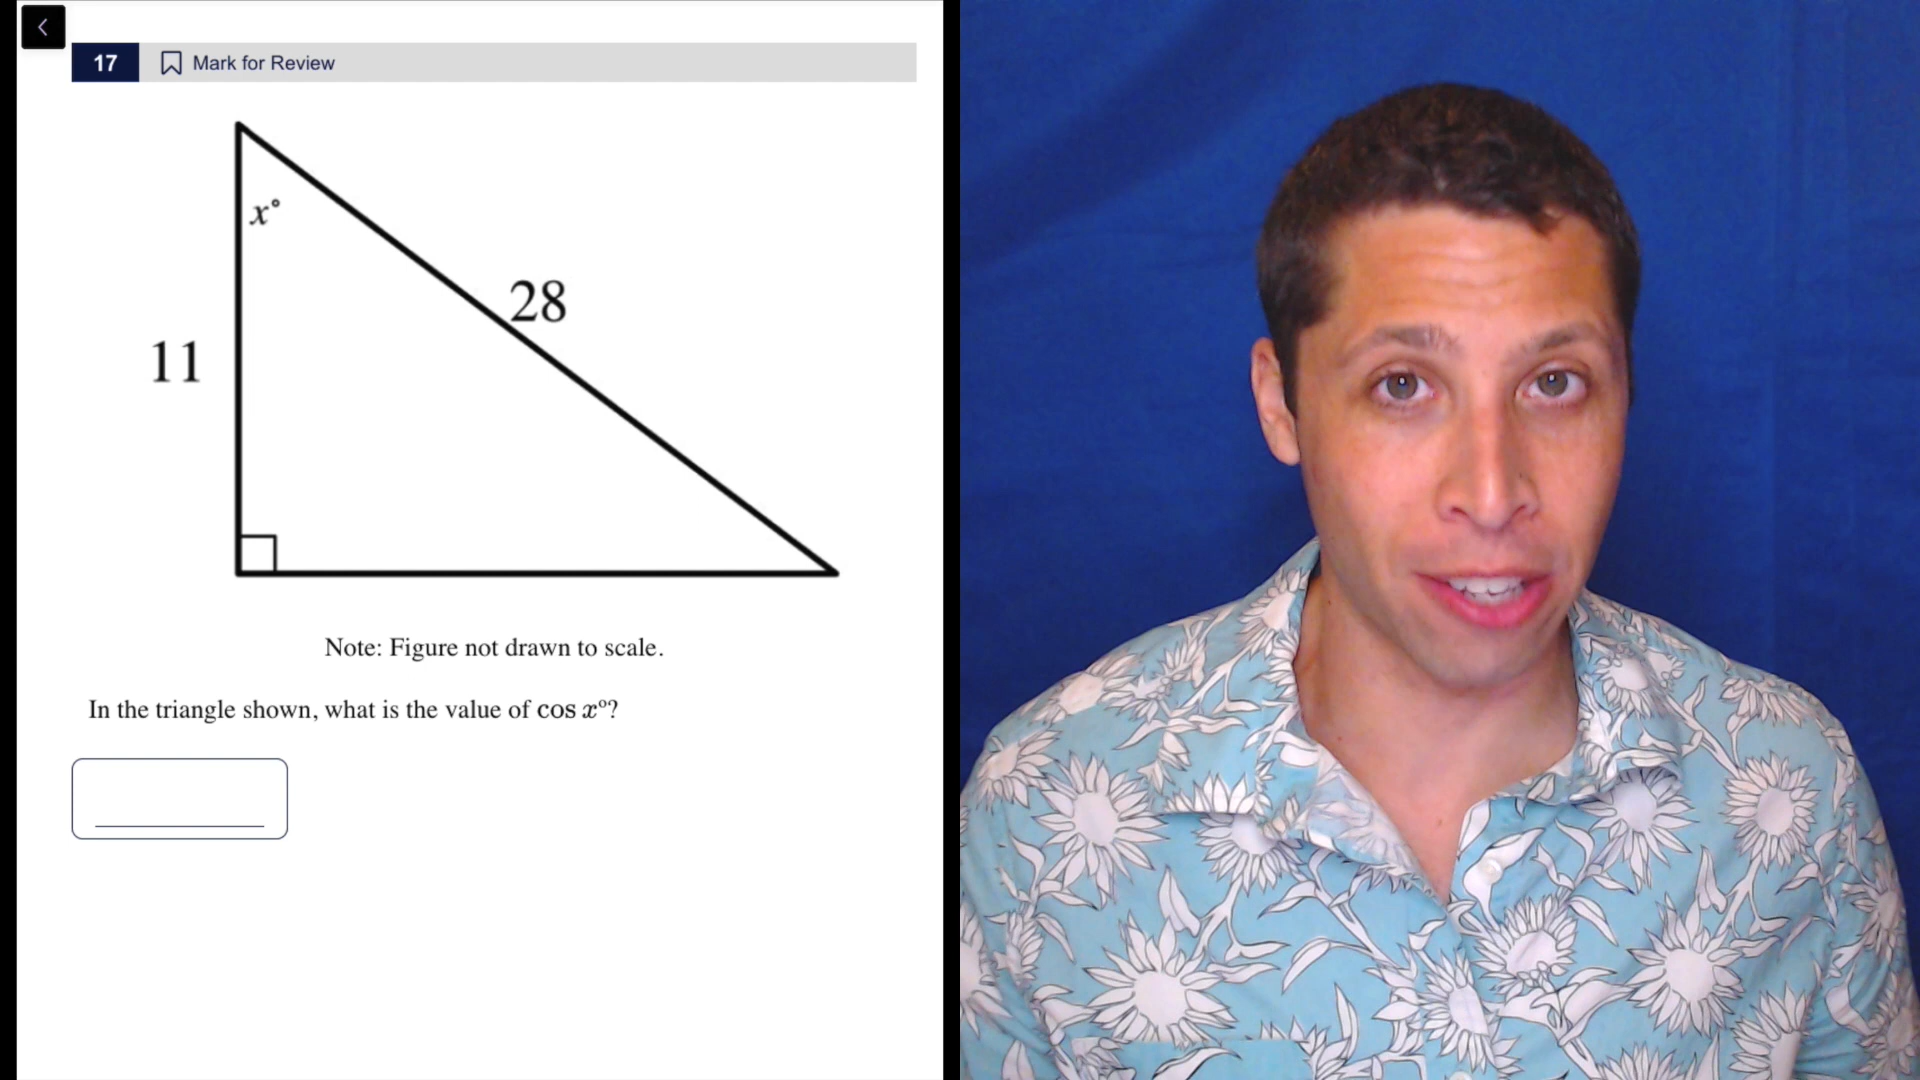 17 Mark for Review
x°
28
11
Note: Figure not drawn to scale.
In the triangle shown, what is the value of cos x°?